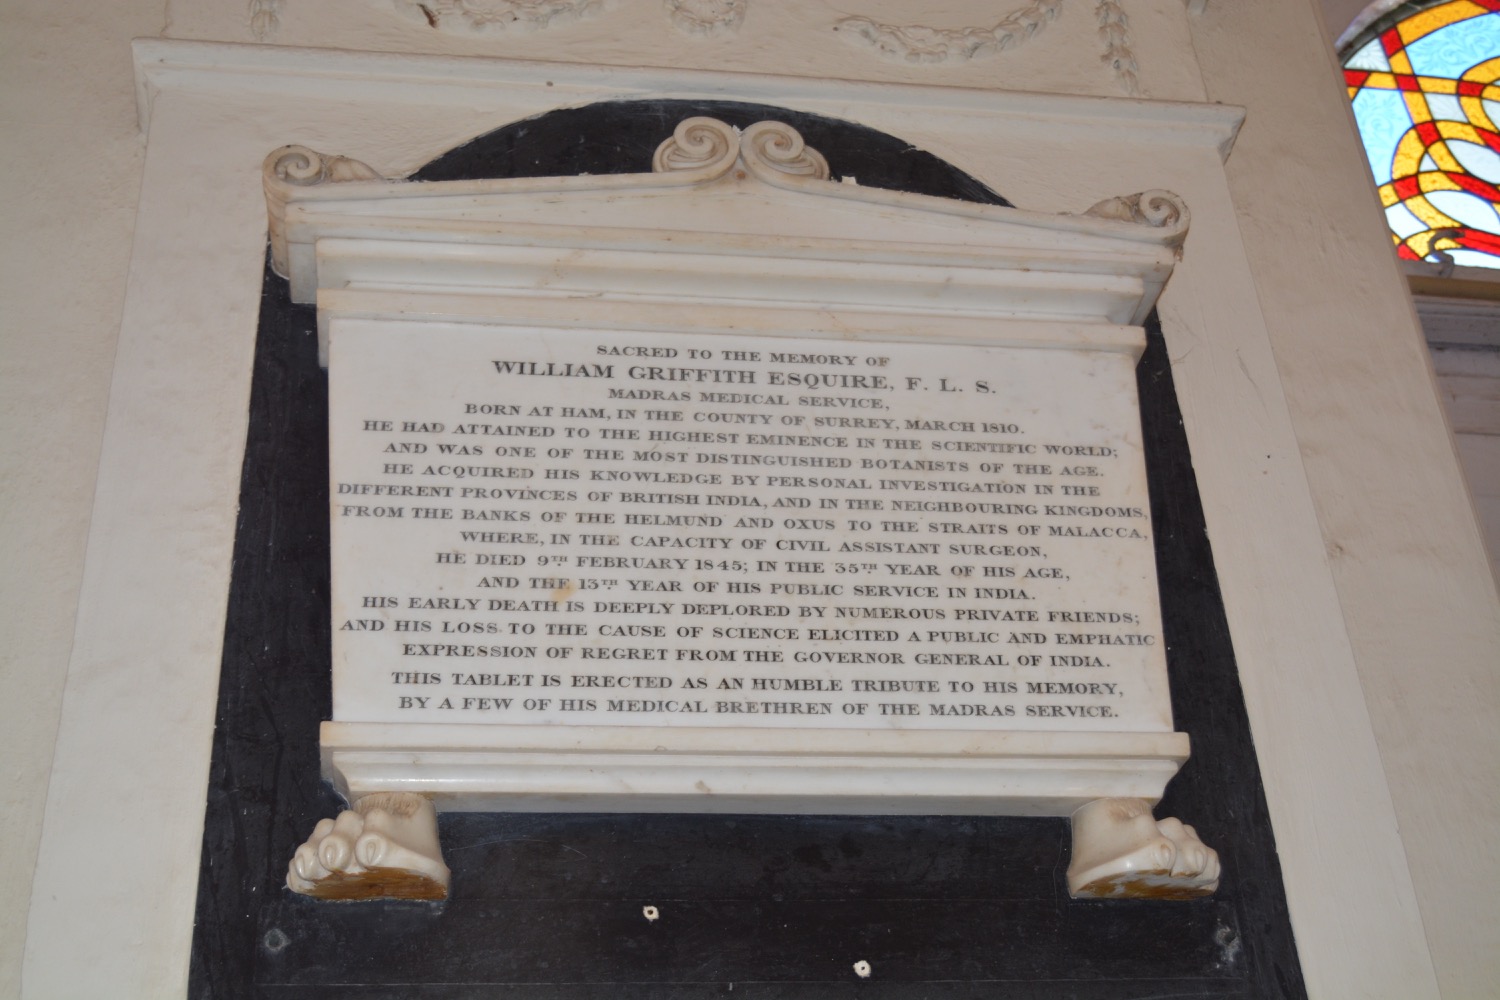 SACRED TO THE MEMORY OF
WILLIAM GRIFFITH ESQUIRE, F. L. S.
MADRAS MEDICAL SERVICE,
BORN AT HAM, IN THE COUNTY OF SURREY, MARCH 1810.
HE HAD ATTAINED TO THE HIGHEST EMINENCE IN THE SCIENTIFIC WORLD;
AND WAS ONE OF THE MOST DISTINGUISHED BOTANISTS OF THE AGE.
HE ACQUIRED HIS KNOWLEDGE BY PERSONAL INVESTIGATION IN THE
DIFFERENT PROVINCES OF BRITISH INDIA, AND IN THE NEIGHBOURING KINGDOMS,
FROM THE BANKS OF THE HELMUND AND OXUS TO THE STRAITS OF MALACCA,
WHERE, IN THE CAPACITY OF CIVIL ASSISTANT SURGEON,
HE DIED 9TH FEBRUARY 1845; IN THE 35TH YEAR OF HIS AGE,
AND THE 13TH YEAR OF HIS PUBLIC SERVICE IN INDIA.
HIS EARLY DEATH IS DEEPLY DEPLORED BY NUMEROUS PRIVATE FRIENDS;
AND HIS LOSS TO THE CAUSE OF SCIENCE ELICITED A PUBLIC AND EMPHATIC
EXPRESSION OF REGRET FROM THE GOVERNOR GENERAL OF INDIA.
THIS TABLET IS ERECTED AS AN HUMBLE TRIBUTE TO HIS MEMORY,
BY A FEW OF HIS MEDICAL BRETHREN OF THE MADRAS SERVICE.